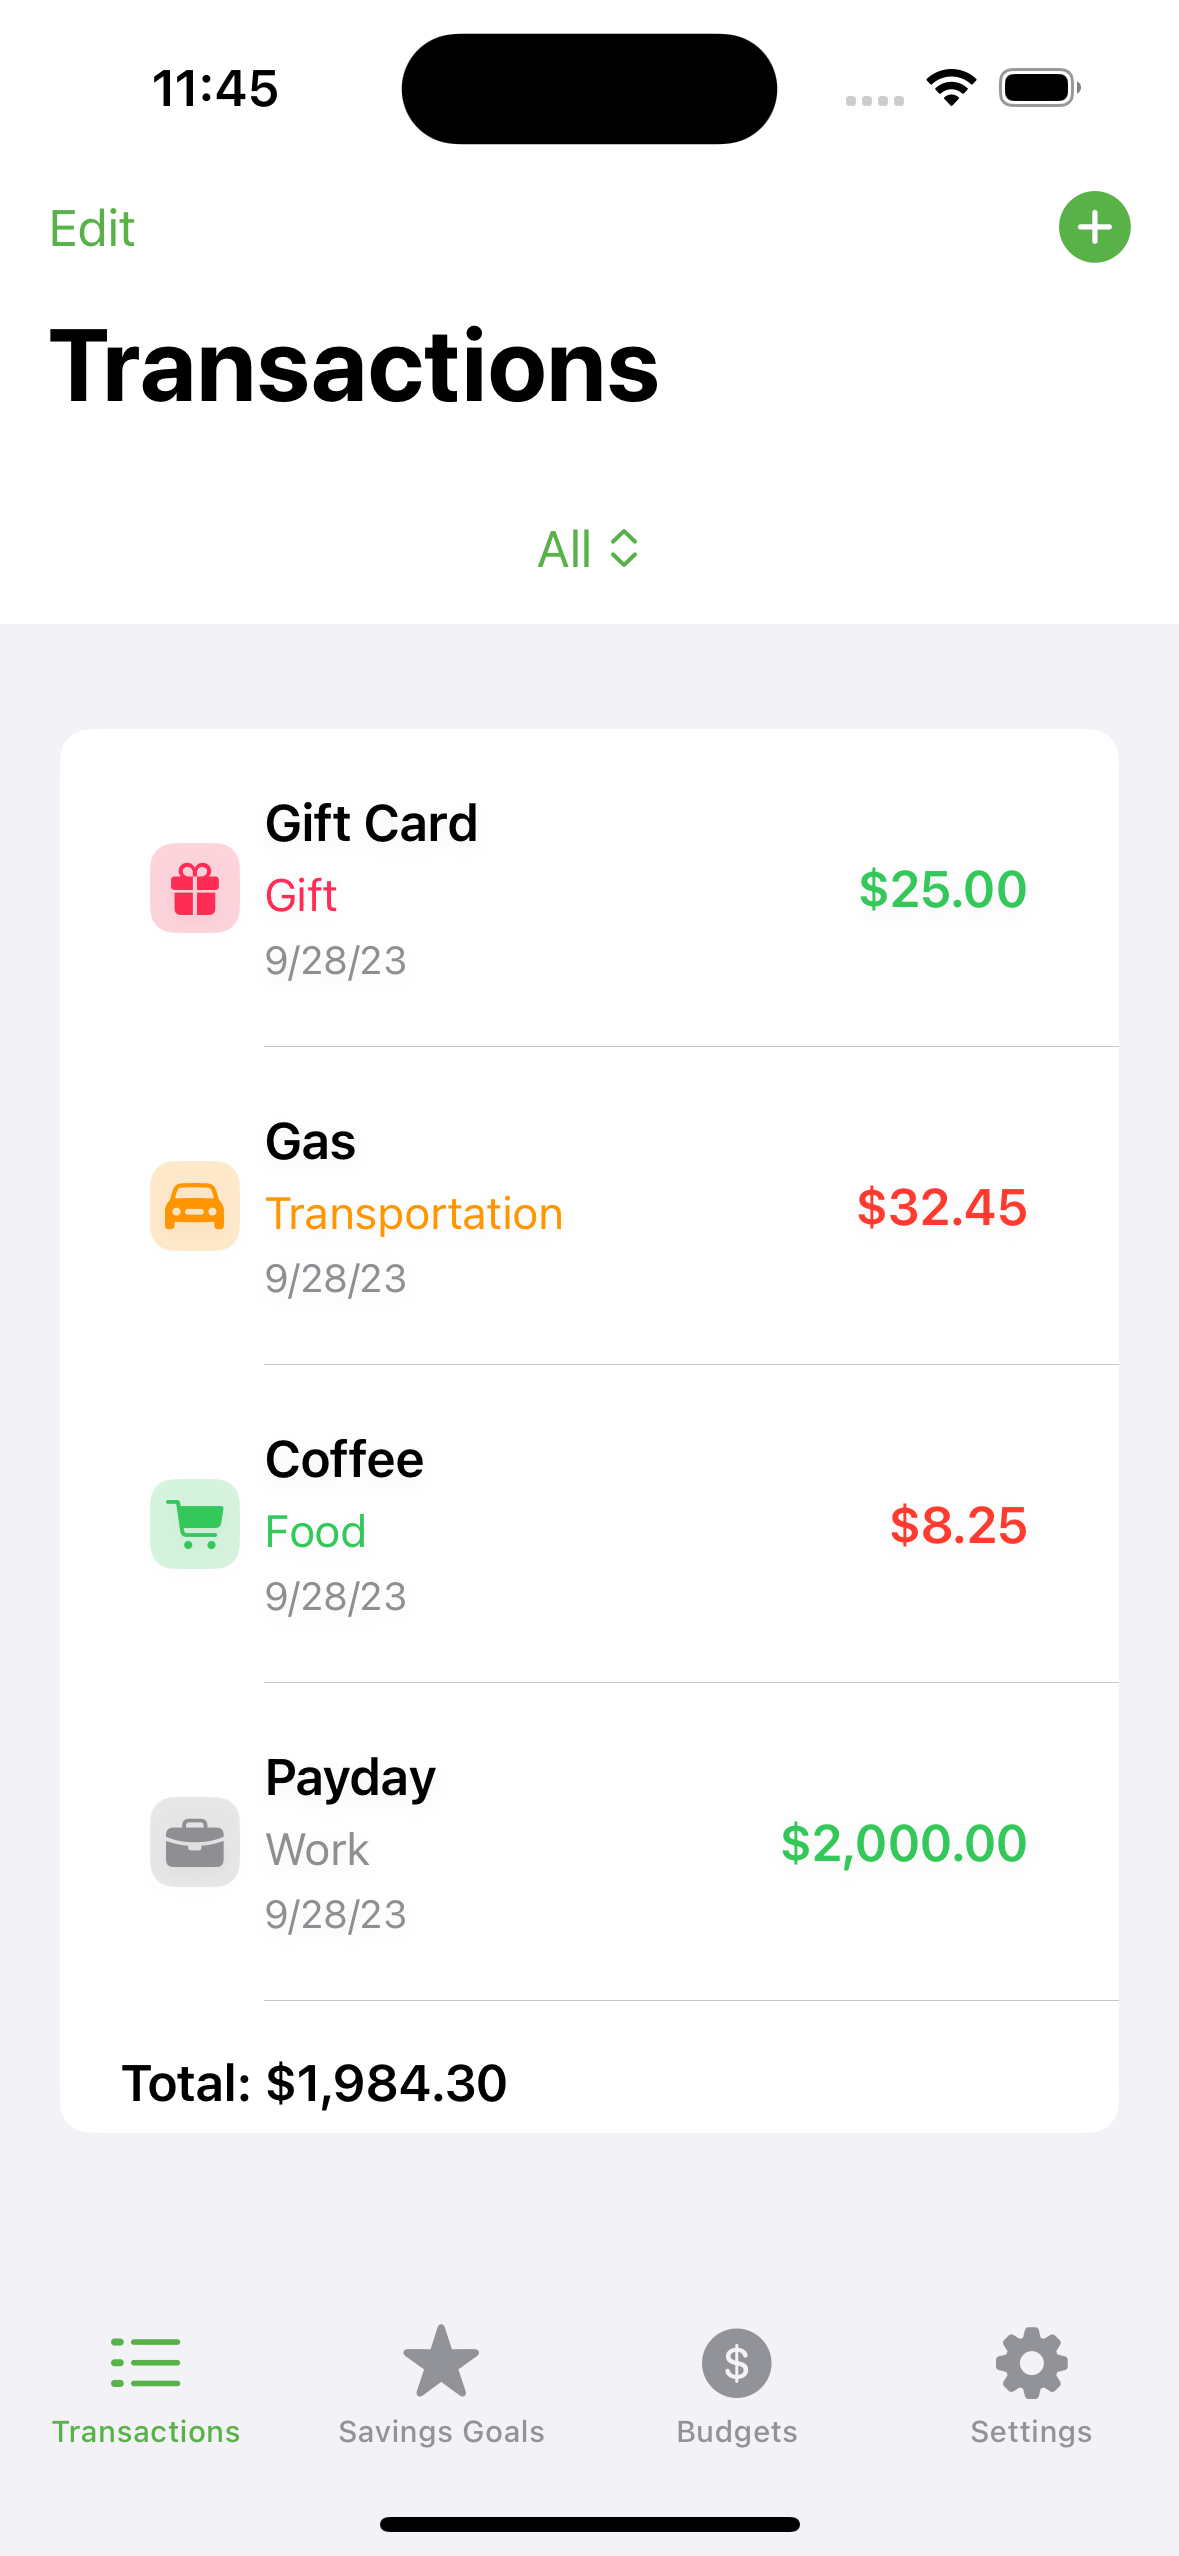 11:45
Edit
Transactions
All
Gift Card
Gift
$25.00
9/28/23
Gas
Transportation
$32.45
9/28/23
Coffee
Food
$8.25
9/28/23
Payday
Work
$2,000.00
9/28/23
Total: $1,984.30
Transactions
Savings Goals
$
Budgets
Settings